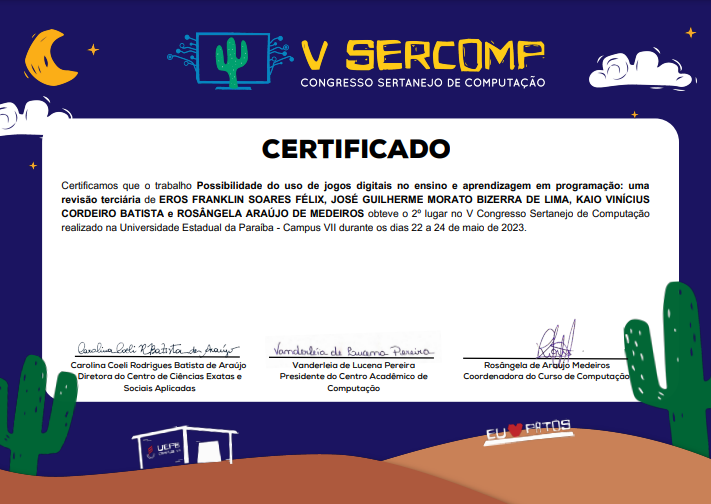 V SERCOMP
CONGRESSO SERTANEJO DE COMPUTAÇÃO
CERTIFICADO
Certificamos que o trabalho Possibilidade do uso de jogos digitais no ensino e aprendizagem em programação: uma
revisão terciária de EROS FRANKLIN SOARES FÉLIX, JOSÉ GUILHERME MORATO BIZERRA DE LIMA, KAIO VINÍCIUS
CORDEIRO BATISTA e ROSÂNGELA ARAÚJO DE MEDEIROS obteve o 2º lugar no V Congresso Sertanejo de Computação
realizado na Universidade Estadual da Paraíba - Campus VII durante os dias 22 a 24 de maio de 2023.
Carolina Coeli R. Batista de Araújo
Carolina Coeli Rodrigues Batista de Araújo
Diretora do Centro de Ciências Exatas e
Sociais Aplicadas
Vanderleia de Lucena Pereira
Vanderleia de Lucena Pereira
Presidente do Centro Acadêmico de
Computação
Rosângela de Araújo Medeiros
Coordenadora do Curso de Computação
UEPB
EU PATOS